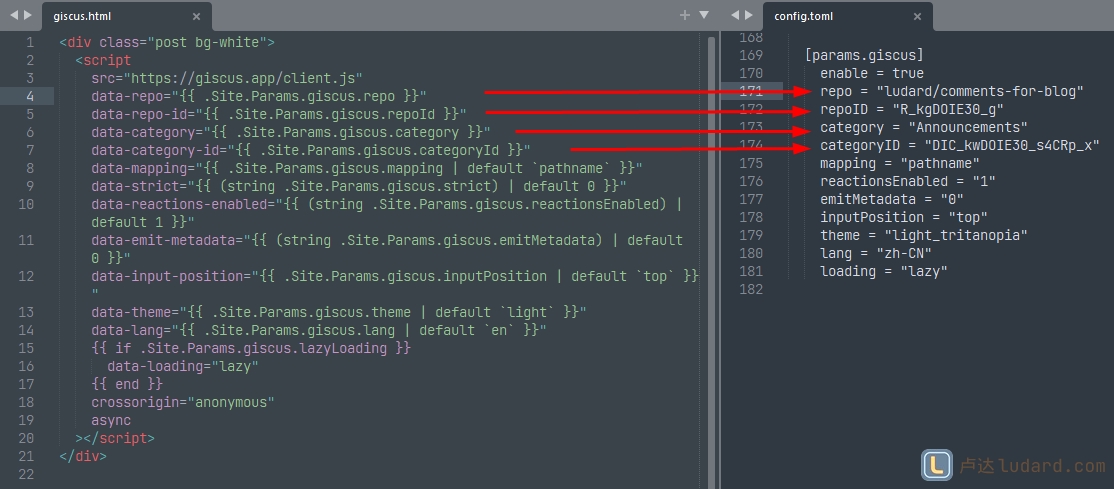 giscus.html
1 <div class="post bg-white">
2 <script
3 src="https://giscus.app/client.js"
4 data-repo="{{ .Site.Params.giscus.repo }}"
5 data-repo-id="{{ .Site.Params.giscus.repoId }}"
6 data-category="{{ .Site.Params.giscus.category }}"
7 data-category-id="{{ .Site.Params.giscus.categoryId }}"
8 data-mapping="{{ .Site.Params.giscus.mapping | default `pathname` }}"
9 data-strict="{{ (string .Site.Params.giscus.strict) | default 0 }}"
10 data-reactions-enabled="{{ (string .Site.Params.giscus.reactionsEnabled) |
default 1 }}"
11 data-emit-metadata="{{ (string .Site.Params.giscus.emitMetadata) | default
0 }}"
12 data-input-position="{{ .Site.Params.giscus.inputPosition | default `top` }}
"
13 data-theme="{{ .Site.Params.giscus.theme | default `light` }}"
14 data-lang="{{ .Site.Params.giscus.lang | default `en` }}"
15 {{ if .Site.Params.giscus.lazyLoading }}
16 data-loading="lazy"
17 {{ end }}
18 crossorigin="anonymous"
19 async
20 ></script>
21 </div>
22
config.toml
168
169 [params.giscus]
170 enable = true
171 repo = "ludard/comments-for-blog"
172 repoID = "R_kgDOIE30_g"
173 category = "Announcements"
174 categoryID = "DIC_kwDOIE30_s4CRp_x"
175 mapping = "pathname"
176 reactionsEnabled = "1"
177 emitMetadata = "0"
178 inputPosition = "top"
179 theme = "light_tritanopia"
180 lang = "zh-CN"
181 loading = "lazy"
182
卢达ludard.com